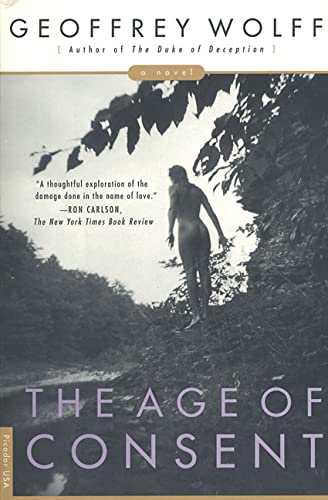 GEOFFREY WOLFF
[ Author of The Duke of Deception ]
a novel
"A thoughtful exploration of the
damage done in the name of love."
—RON CARLSON,
The New York Times Book Review
THE AGE OF
CONSENT
Picador USA